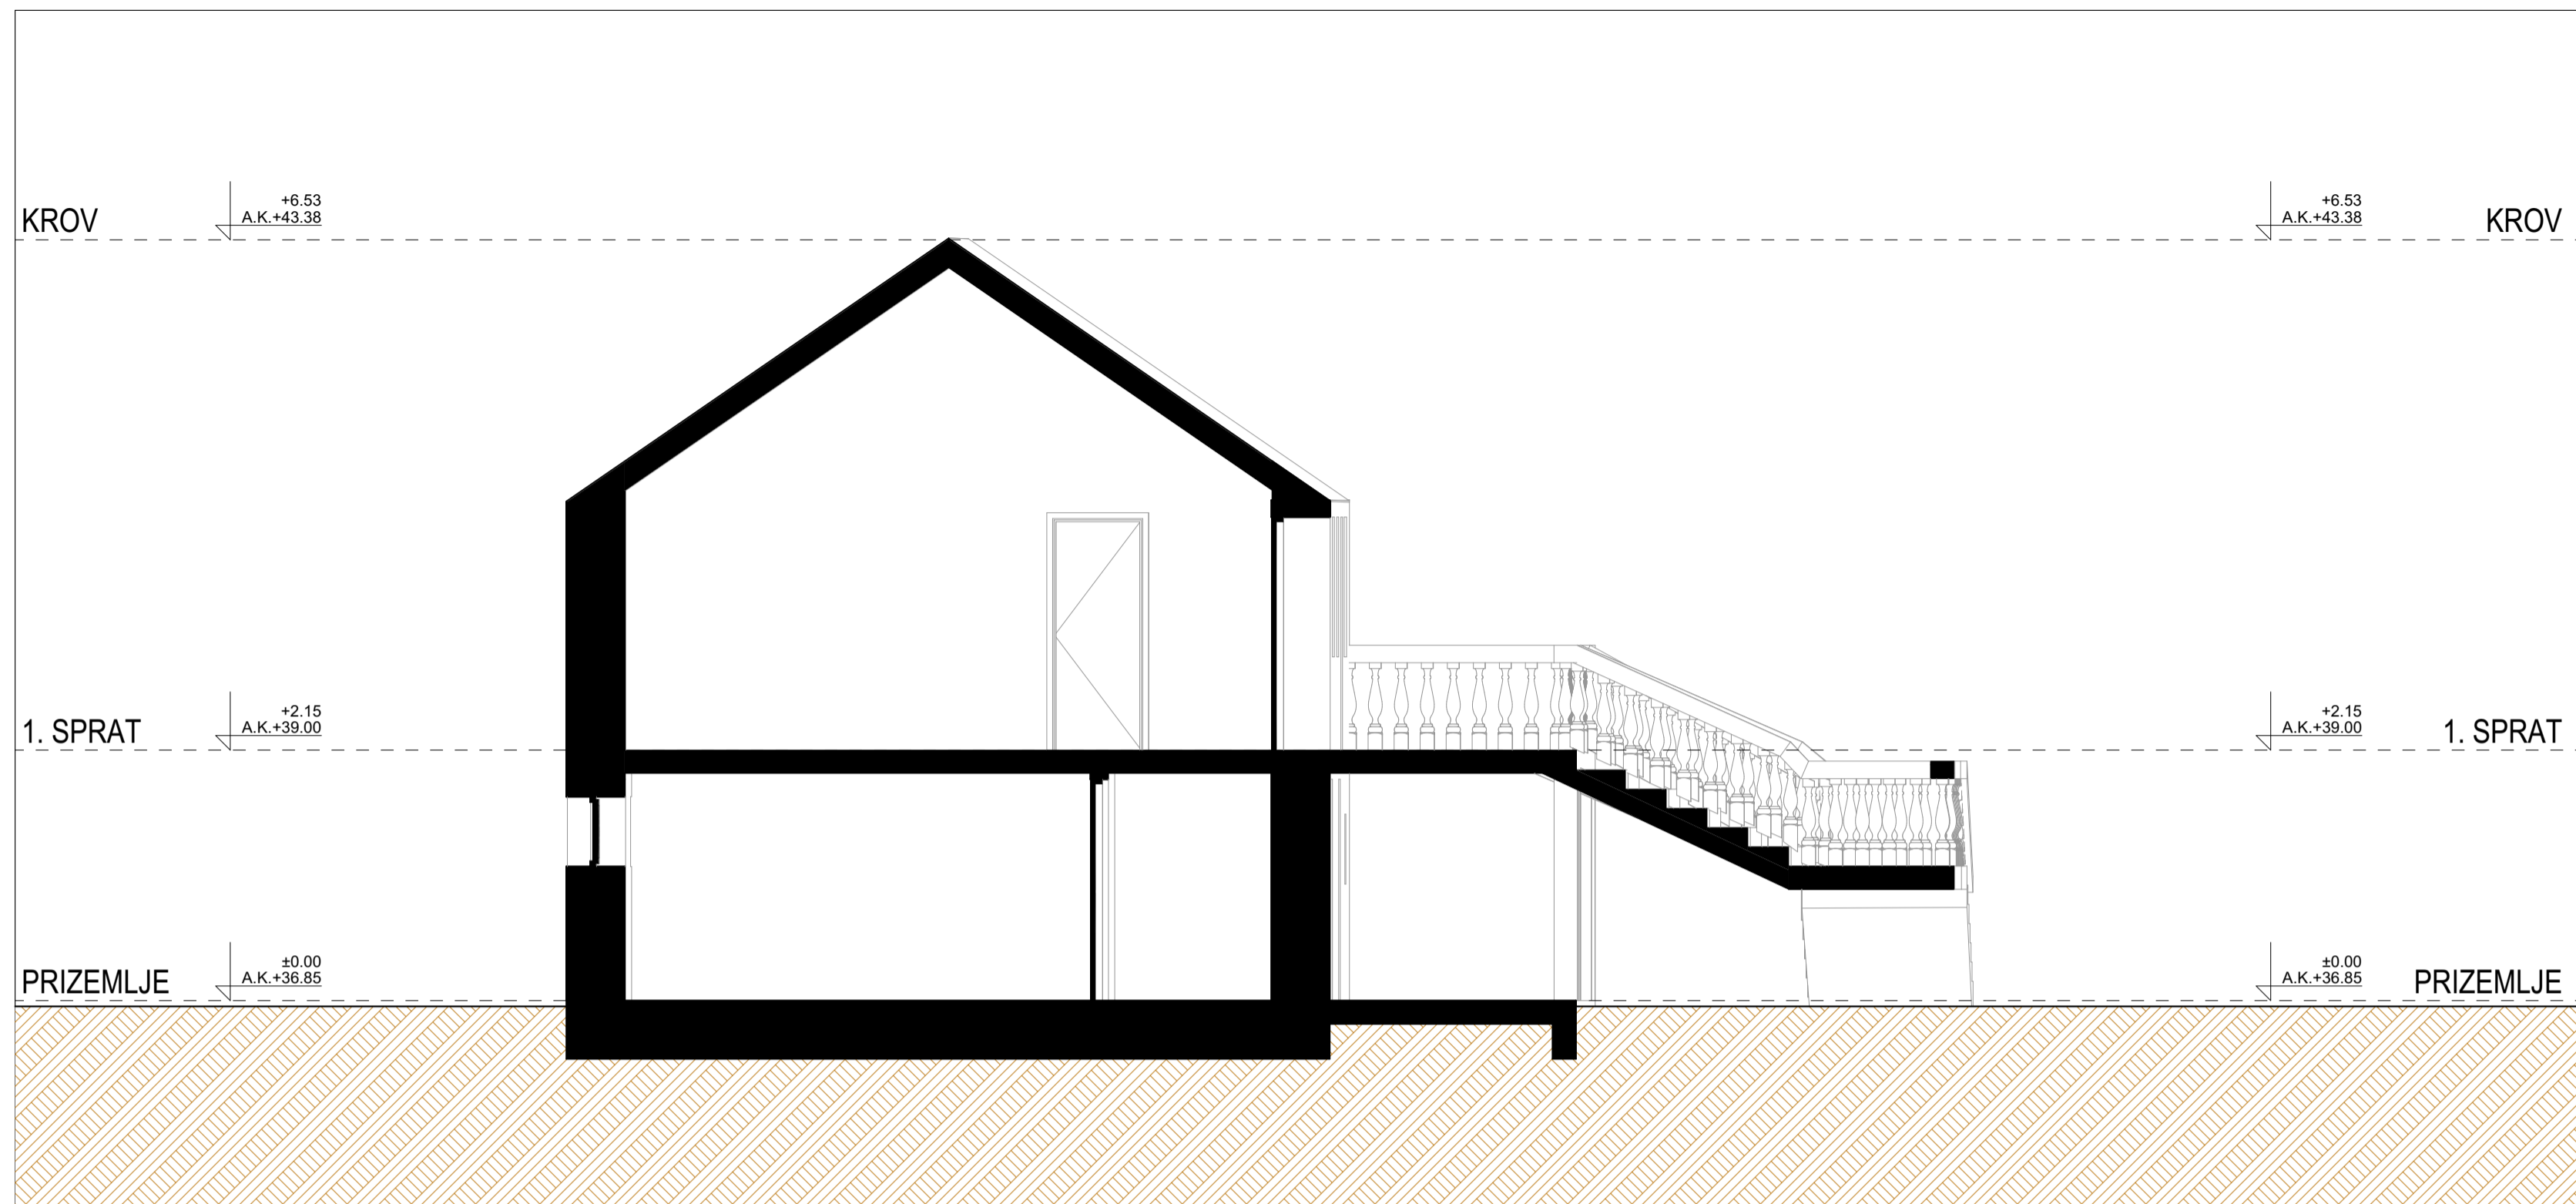 +6.53
A.K.+43.38
KROV
+6.53
A.K.+43.38
KROV
+2.15
A.K.+39.00
1. SPRAT
+2.15
A.K.+39.00
1. SPRAT
±0.00
A.K.+36.85
PRIZEMLJE
±0.00
A.K.+36.85
PRIZEMLJE